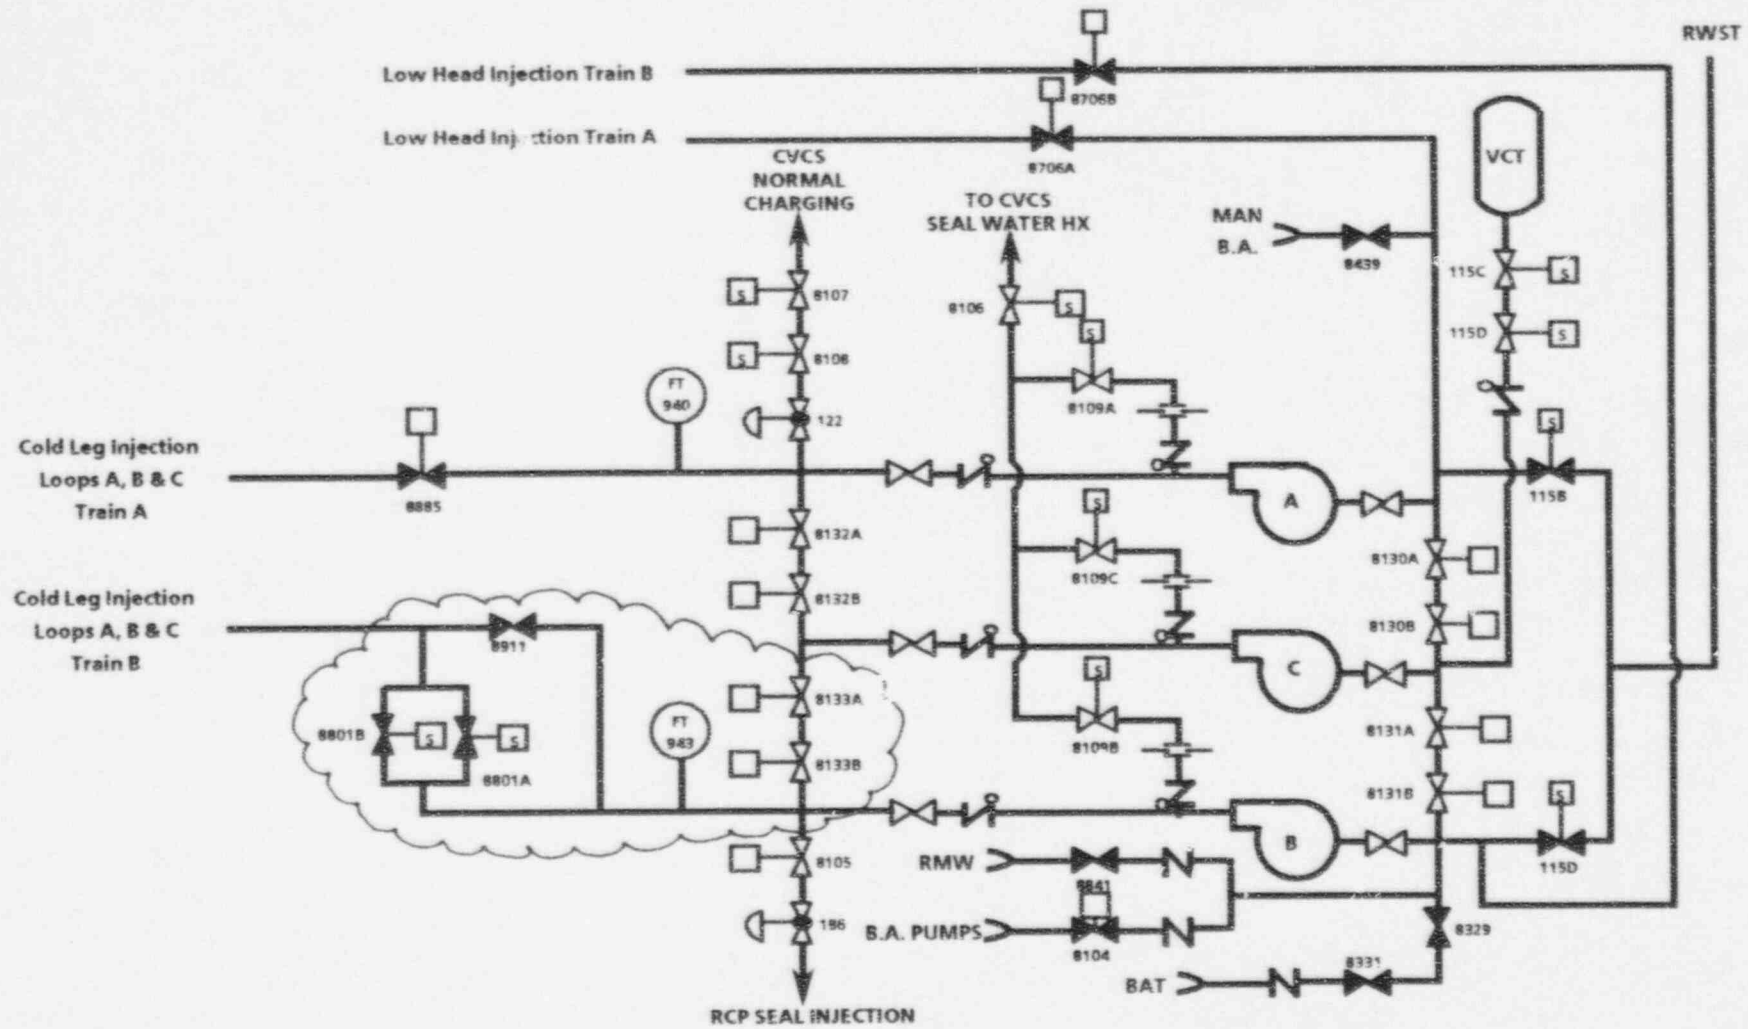 RWST
Low Head Injection Train B
8706B
Low Head Injection Train A
8706A
VCT
CVCS
NORMAL
CHARGING
TO CVCS
SEAL WATER HX
MAN
B.A.
8439
115C
S
8107
S
8106
S
S
115D
S
8108
S
8109A
FT
940
122
S
Cold Leg Injection
Loops A, B & C
Train A
8885
115B
A
S
8132A
8130A
8109C
Cold Leg Injection
Loops A, B & C
Train B
8132B
8130B
8911
C
S
8133A
8801B
S
S
FT
943
8109B
8131A
8801A
8133B
8131B
S
B
8105
RMW
8841
115D
186
B.A. PUMPS
8104
8329
8331
BAT
RCP SEAL INJECTION